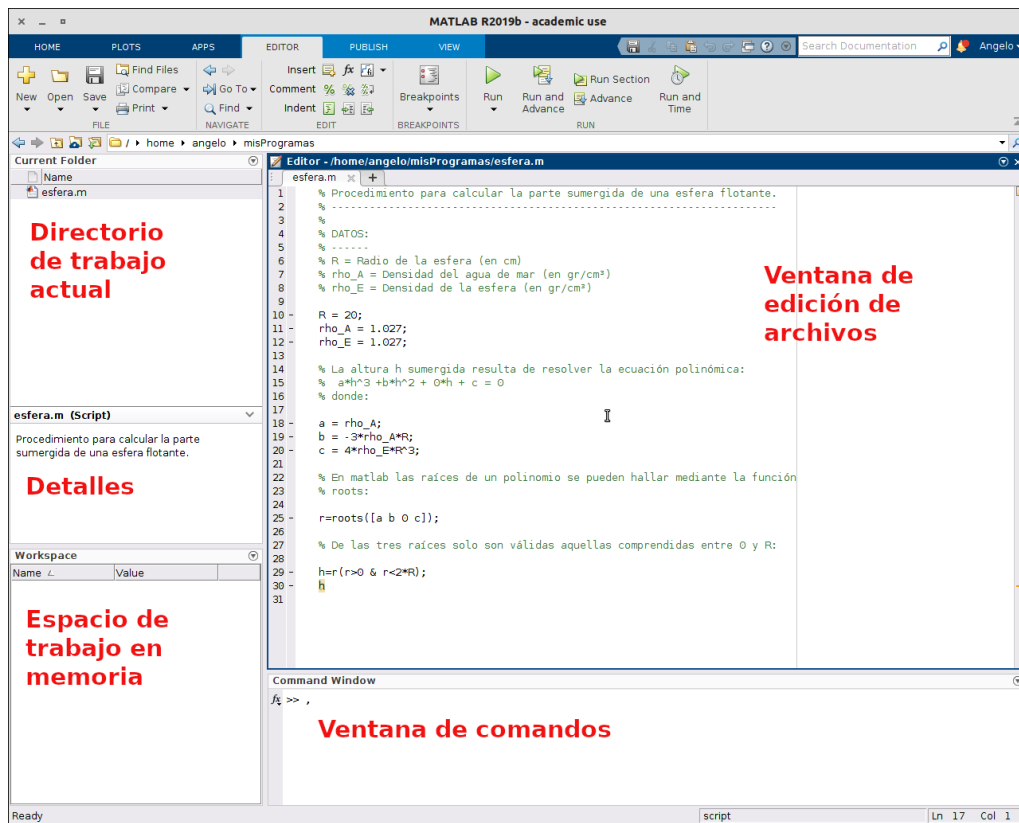 MATLAB R2019b - academic use
HOME PLOTS APPS EDITOR PUBLISH VIEW Search Documentation Angelo
New Open Save Find Files Compare Print
Go To Find
Insert fx
Comment % %
Indent
Breakpoints
Run Run and Advance Run Section Advance Run and Time
FILE NAVIGATE EDIT BREAKPOINTS RUN
/ home angelo misProgramas
Current Folder
Name
esfera.m
Directorio
de trabajo
actual
esfera.m (Script)
Procedimiento para calcular la parte
sumergida de una esfera flotante.
Detalles
Workspace
Name Value
Espacio de
trabajo en
memoria
Editor - /home/angelo/misProgramas/esfera.m
esfera.m × +
1 % Procedimiento para calcular la parte sumergida de una esfera flotante.
2 % ----------------------------------------------------------------------
3 %
4 % DATOS:
5 % ------
6 % R = Radio de la esfera (en cm)
7 % rho_A = Densidad del agua de mar (en gr/cm³)
8 % rho_E = Densidad de la esfera (en gr/cm³)
9
10 - R = 20;
11 - rho_A = 1.027;
12 - rho_E = 1.027;
13
14 % La altura h sumergida resulta de resolver la ecuación polinómica:
15 %  a*h^3 +b*h^2 + 0*h + c = 0
16 % donde:
17
18 - a = rho_A;
19 - b = -3*rho_A*R;
20 - c = 4*rho_E*R^3;
21
22 % En matlab las raíces de un polinomio se pueden hallar mediante la función
23 % roots:
24
25 - r=roots([a b 0 c]);
26
27 % De las tres raíces solo son válidas aquellas comprendidas entre 0 y R:
28
29 - h=r(r>0 & r<2*R);
30 - h
31
Ventana de
edición de
archivos
Command Window
fx >> ,
Ventana de comandos
Ready script Ln 17 Col 1